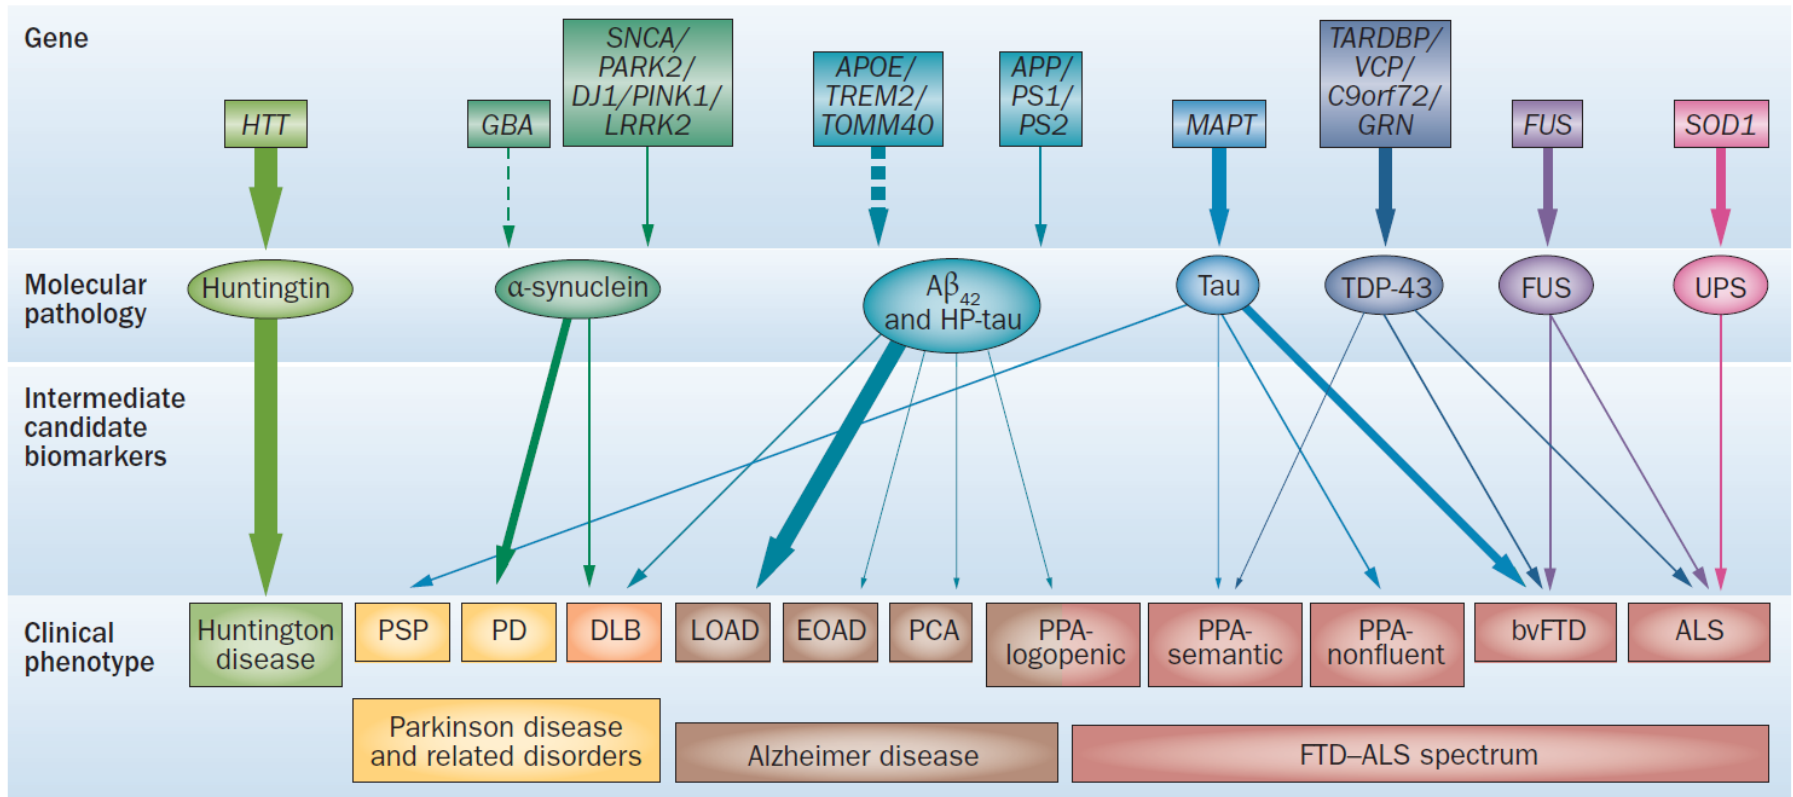 Gene
HTT
GBA
SNCA/
PARK2/
DJ1/PINK1/
LRRK2
APOE/
TREM2/
TOMM40
APP/
PS1/
PS2
MAPT
TARDBP/
VCP/
C9orf72/
GRN
FUS
SOD1
Molecular
pathology
Huntingtin
α-synuclein
Aβ42
and HP-tau
Tau
TDP-43
FUS
UPS
Intermediate
candidate
biomarkers
Clinical
phenotype
Huntington
disease
PSP
PD
DLB
LOAD
EOAD
PCA
PPA-
logopenic
PPA-
semantic
PPA-
nonfluent
bvFTD
ALS
Parkinson disease
and related disorders
Alzheimer disease
FTD–ALS spectrum